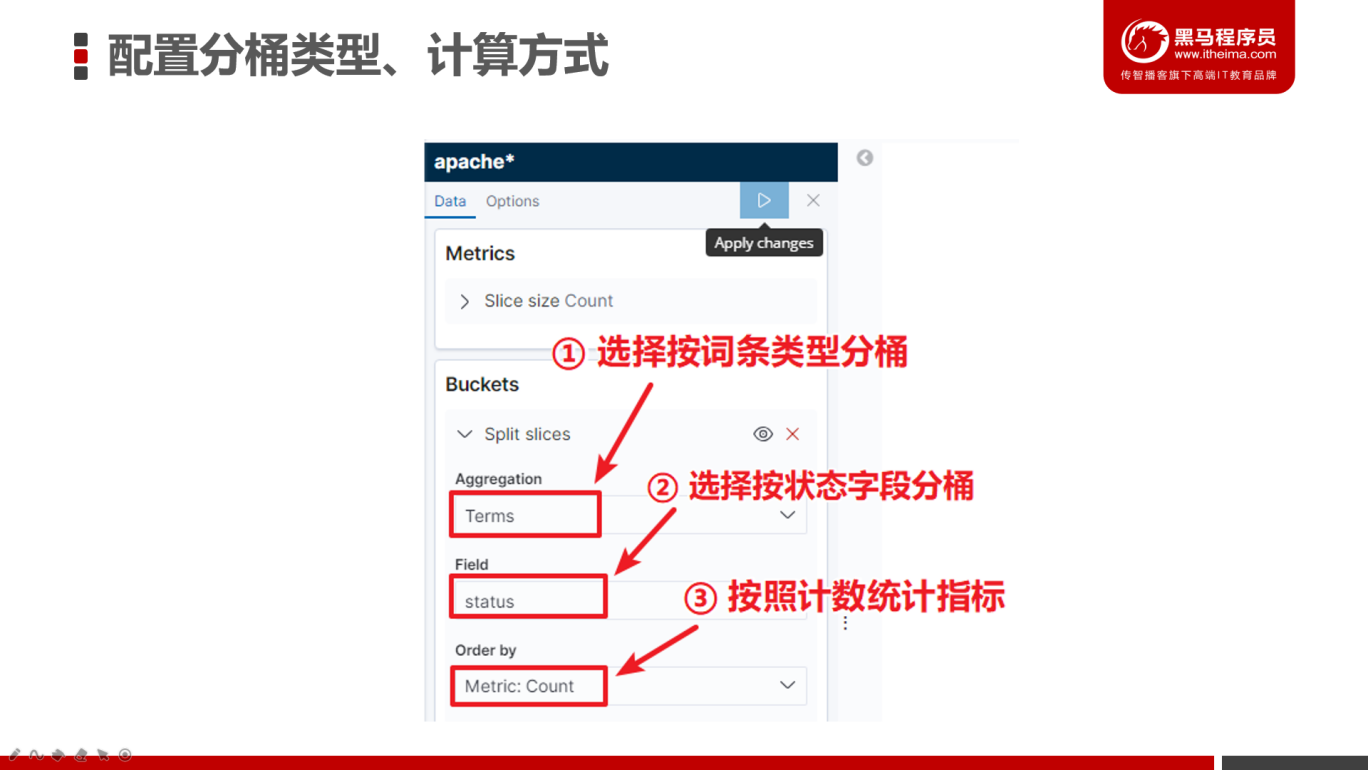 配置分桶类型、计算方式
黑马程序员
www.itheima.com
传智播客旗下高端IT教育品牌
apache*
Data Options
Apply changes
Metrics
Slice size Count
① 选择按词条类型分桶
Buckets
Split slices
Aggregation
② 选择按状态字段分桶
Terms
Field
status
③ 按照计数统计指标
Order by
Metric: Count